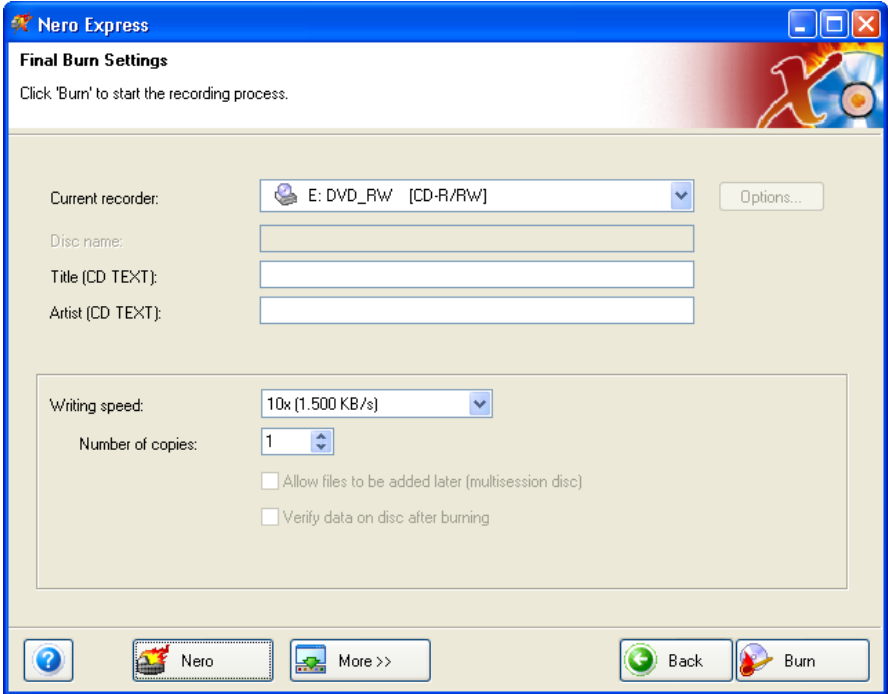 Nero Express
Final Burn Settings
Click 'Burn' to start the recording process.
Current recorder: E: DVD_RW [CD-R/RW] Options...
Disc name:
Title (CD TEXT):
Artist (CD TEXT):
Writing speed: 10x (1.500 KB/s)
Number of copies: 1
Allow files to be added later (multisession disc)
Verify data on disc after burning
? Nero More >> Back Burn